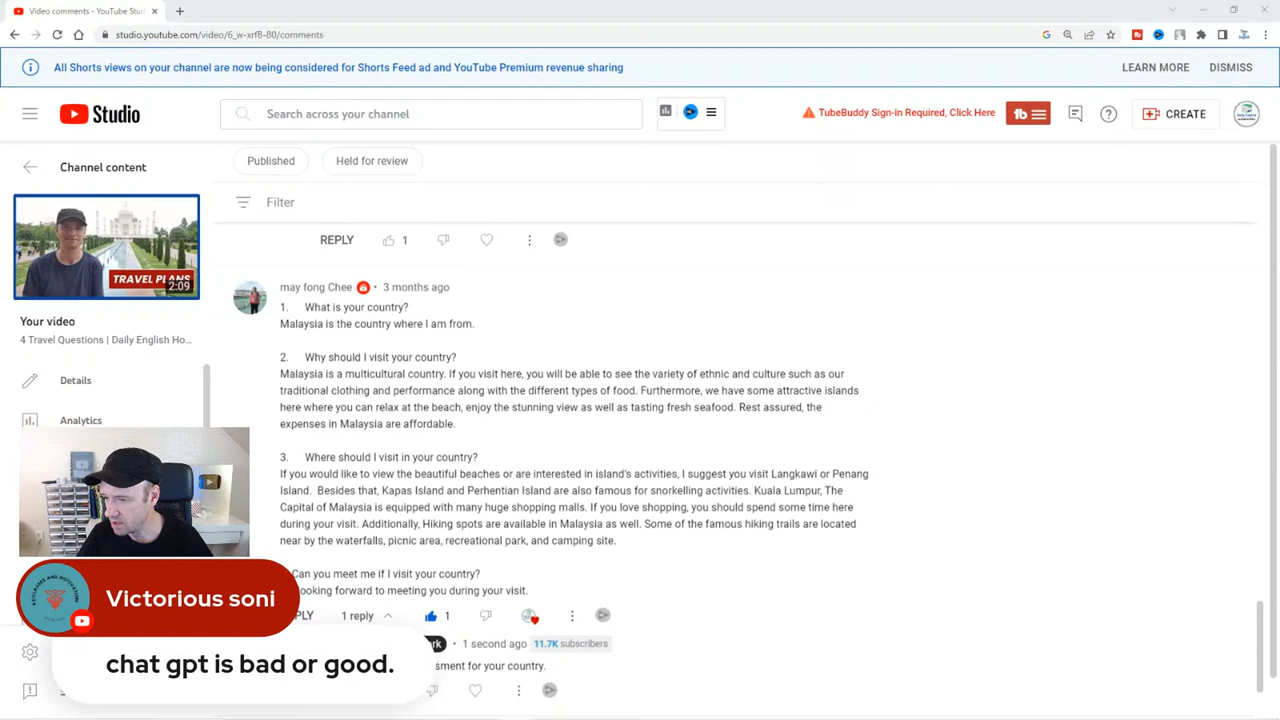 Video comments - YouTube Stud
studio.youtube.com/video/6_w-xrf8-80/comments
All Shorts views on your channel are now being considered for Shorts Feed ad and YouTube Premium revenue sharing
LEARN MORE
DISMISS
Studio
Search across your channel
TubeBuddy Sign-in Required, Click Here
tb
CREATE
Channel content
Published
Held for review
Filter
TRAVEL PLANS
2:09
Your video
4 Travel Questions | Daily English Ho...
Details
Analytics
REPLY
1
may fong Chee • 3 months ago
1. What is your country?
Malaysia is the country where I am from.
2. Why should I visit your country?
Malaysia is a multicultural country. If you visit here, you will be able to see the variety of ethnic and culture such as our
traditional clothing and performance along with the different types of food. Furthermore, we have some attractive islands
here where you can relax at the beach, enjoy the stunning view as well as tasting fresh seafood. Rest assured, the
expenses in Malaysia are affordable.
3. Where should I visit in your country?
If you would like to view the beautiful beaches or are interested in island's activities, I suggest you visit Langkawi or Penang
Island. Besides that, Kapas Island and Perhentian Island are also famous for snorkelling activities. Kuala Lumpur, The
Capital of Malaysia is equipped with many huge shopping malls. If you love shopping, you should spend some time here
during your visit. Additionally, Hiking spots are available in Malaysia as well. Some of the famous hiking trails are located
near by the waterfalls, picnic area, recreational park, and camping site.
Can you meet me if I visit your country?
ooking forward to meeting you during your visit.
PLY
1 reply
1
ark • 1 second ago
11.7K subscribers
sment for your country.
Victorious soni
chat gpt is bad or good.